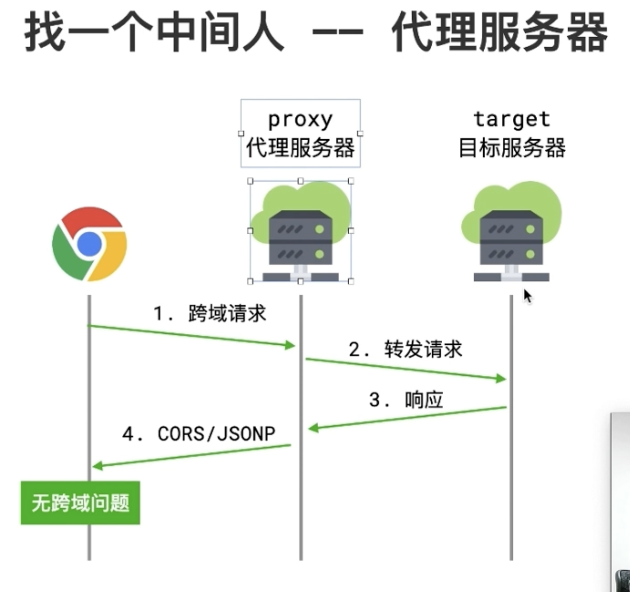 找一个中间人 —— 代理服务器
proxy
代理服务器
target
目标服务器
1. 跨域请求
2. 转发请求
3. 响应
4. CORS/JSONP
无跨域问题